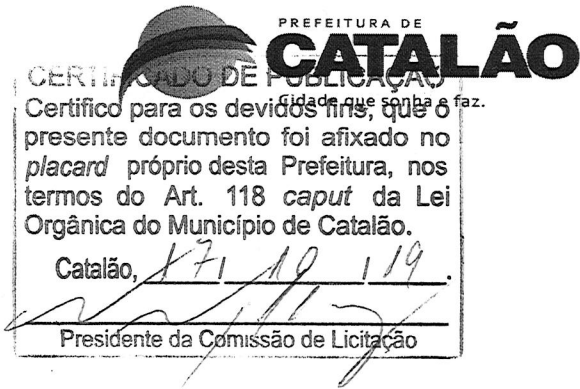 PREFEITURA DE
CATALÃO
Cidade que sonha e faz.
CERTIFICADO DE PUBLICAÇÃO
Certifico para os devidos fins, que o
presente documento foi afixado no
placard próprio desta Prefeitura, nos
termos do Art. 118 caput da Lei
Orgânica do Município de Catalão.
Catalão, 17 / 10 / 19.
Presidente da Comissão de Licitação